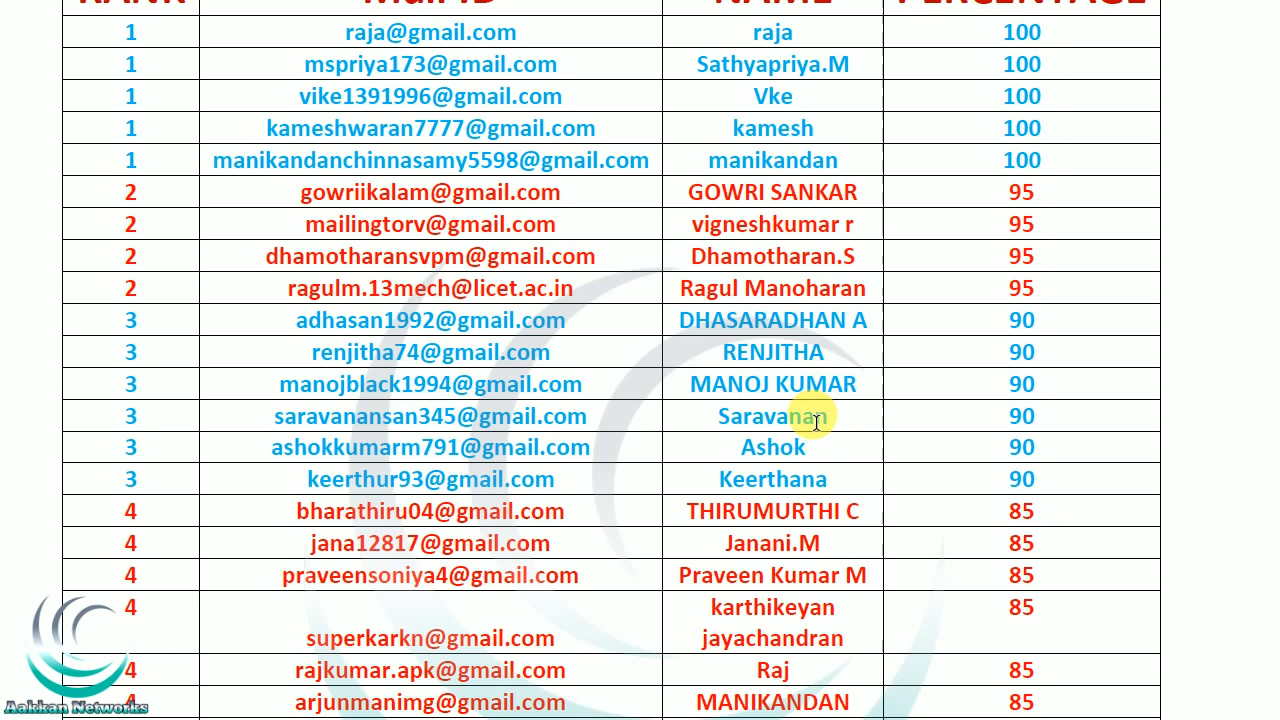 RANK Mail ID NAME PERCENTAGE
1 raja@gmail.com raja 100
1 mspriya173@gmail.com Sathyapriya.M 100
1 vike1391996@gmail.com Vke 100
1 kameshwaran7777@gmail.com kamesh 100
1 manikandanchinnasamy5598@gmail.com manikandan 100
2 gowriikalam@gmail.com GOWRI SANKAR 95
2 mailingtorv@gmail.com vigneshkumar r 95
2 dhamotharansvpm@gmail.com Dhamotharan.S 95
2 ragulm.13mech@licet.ac.in Ragul Manoharan 95
3 adhasan1992@gmail.com DHASARADHAN A 90
3 renjitha74@gmail.com RENJITHA 90
3 manojblack1994@gmail.com MANOJ KUMAR 90
3 saravanansan345@gmail.com Saravanan 90
3 ashokkumarm791@gmail.com Ashok 90
3 keerthur93@gmail.com Keerthana 90
4 bharathiru04@gmail.com THIRUMURTHI C 85
4 jana12817@gmail.com Janani.M 85
4 praveensoniya4@gmail.com Praveen Kumar M 85
4 karthikeyan 85
superkarkn@gmail.com jayachandran
4 rajkumar.apk@gmail.com Raj 85
4 arjunmanimg@gmail.com MANIKANDAN 85
Aakkan Networks